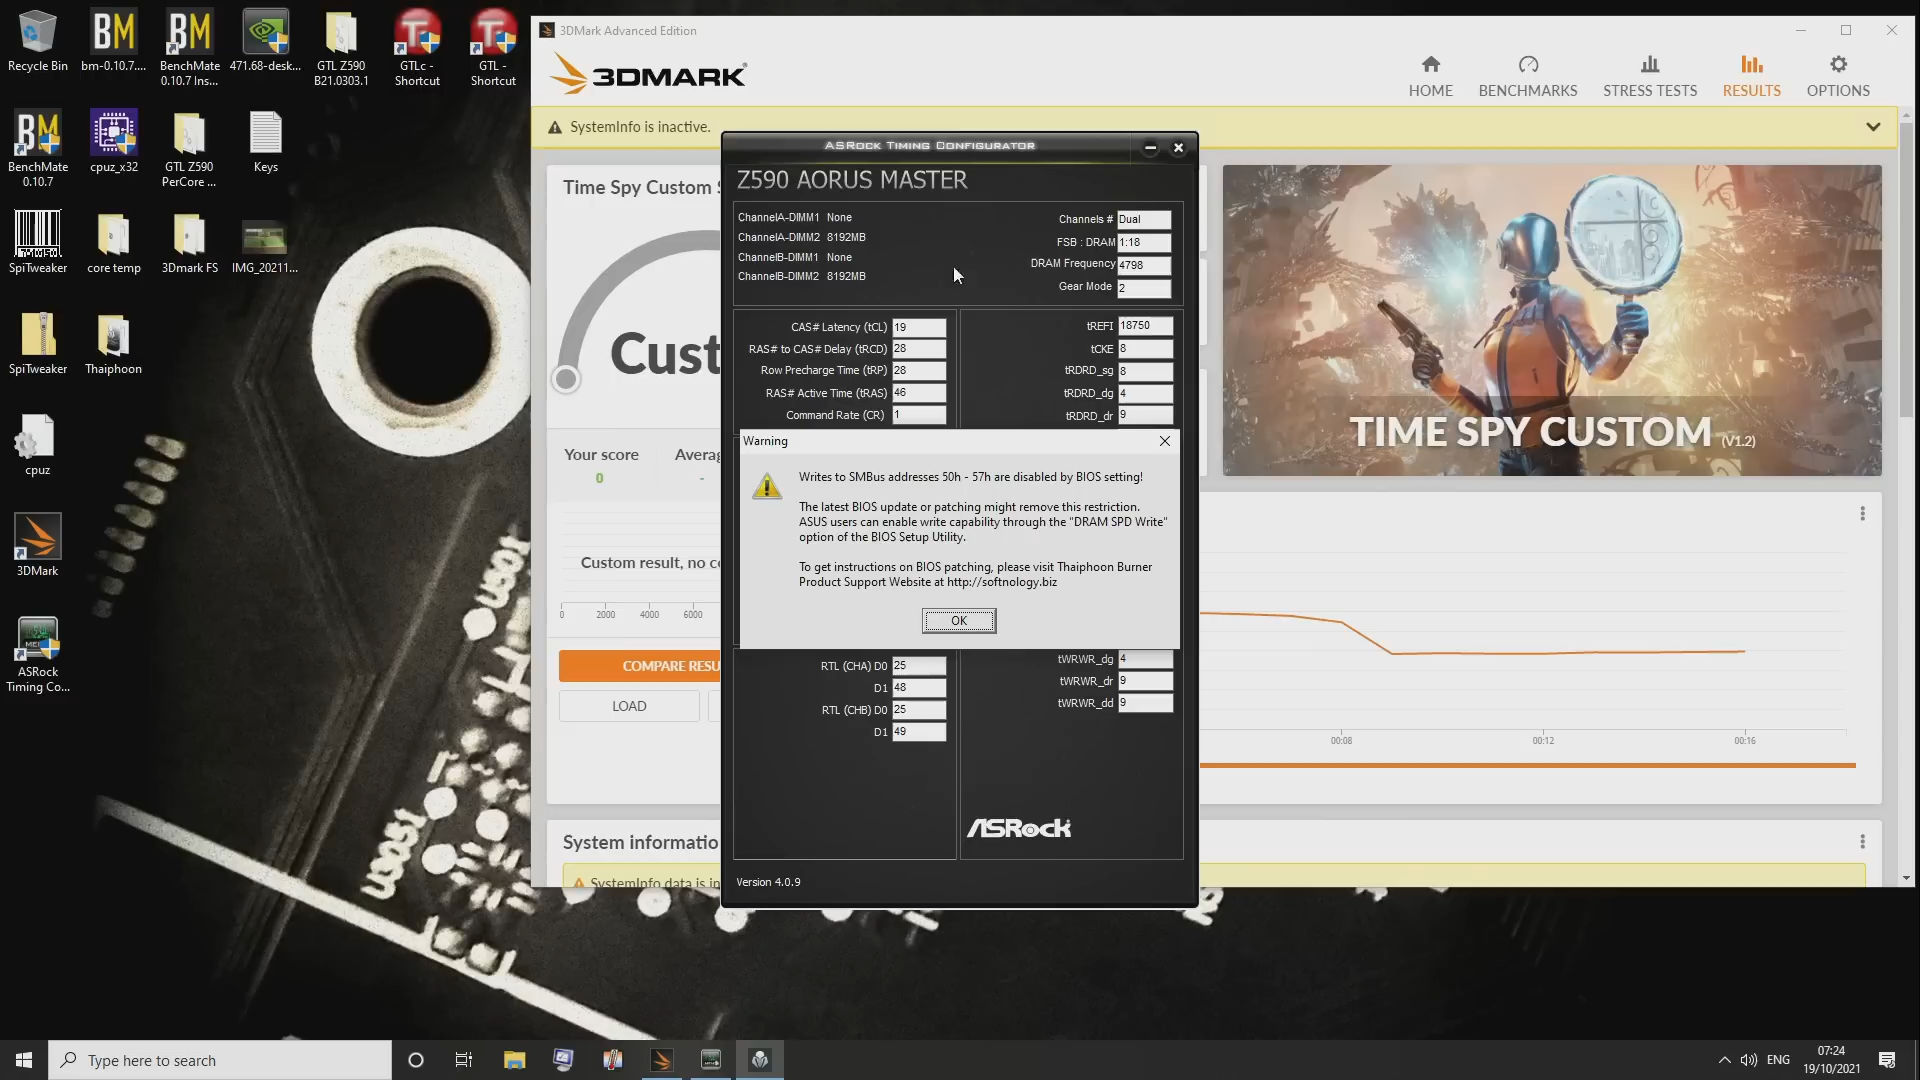 Recycle Bin
bm-0.10.7....
BenchMate
0.10.7 Ins...
471.68-desk...
GTL Z590
B21.0303.1
GTLc -
Shortcut
GTL -
Shortcut
BenchMate
0.10.7
cpuz_x32
GTL Z590
PerCore ...
Keys
SpiTweaker
core temp
3Dmark FS
IMG_20211...
SpiTweaker
Thaiphoon
cpuz
3DMark
ASRock
Timing Co...
3DMark Advanced Edition
3DMARK
HOME
BENCHMARKS
STRESS TESTS
RESULTS
OPTIONS
SystemInfo is inactive.
Time Spy Custom S
Cust
Your score
0
Averag
-
Custom result, no co
0 2000 4000 6000
COMPARE RESU
LOAD
TIME SPY CUSTOM (V1.2)
00:08 00:12 00:16
System informatio
SystemInfo data is in
ASRock Timing Configurator
Z590 AORUS MASTER
ChannelA-DIMM1 None
ChannelA-DIMM2 8192MB
ChannelB-DIMM1 None
ChannelB-DIMM2 8192MB
Channels # Dual
FSB : DRAM 1:18
DRAM Frequency 4798
Gear Mode 2
CAS# Latency (tCL) 19
RAS# to CAS# Delay (tRCD) 28
Row Precharge Time (tRP) 28
RAS# Active Time (tRAS) 46
Command Rate (CR) 1
tREFI 18750
tCKE 8
tRDRD_sg 8
tRDRD_dg 4
tRDRD_dr 9
Warning
Writes to SMBus addresses 50h - 57h are disabled by BIOS setting!
The latest BIOS update or patching might remove this restriction.
ASUS users can enable write capability through the "DRAM SPD Write"
option of the BIOS Setup Utility.
To get instructions on BIOS patching, please visit Thaiphoon Burner
Product Support Website at http://softnology.biz
OK
RTL (CHA) D0 25
D1 48
RTL (CHB) D0 25
D1 49
tWRWR_dg 4
tWRWR_dr 9
tWRWR_dd 9
ASRock
Version 4.0.9
Type here to search
ENG
07:24
19/10/2021